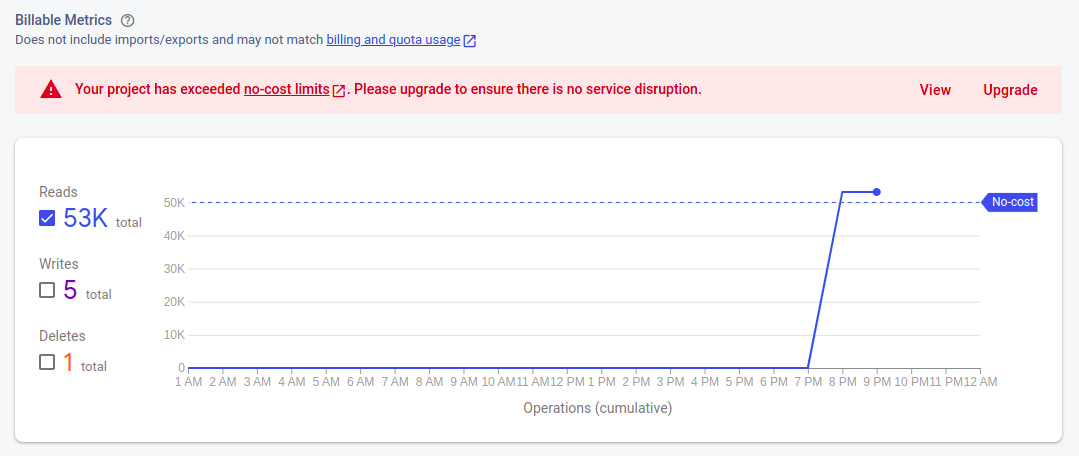 Billable Metrics
Does not include imports/exports and may not match billing and quota usage
Your project has exceeded no-cost limits. Please upgrade to ensure there is no service disruption.
View
Upgrade
Reads
53K total
Writes
5 total
Deletes
1 total
50K
40K
30K
20K
10K
0
No-cost
1 AM 2 AM 3 AM 4 AM 5 AM 6 AM 7 AM 8 AM 9 AM 10 AM 11 AM 12 PM 1 PM 2 PM 3 PM 4 PM 5 PM 6 PM 7 PM 8 PM 9 PM 10 PM 11 PM 12 AM
Operations (cumulative)